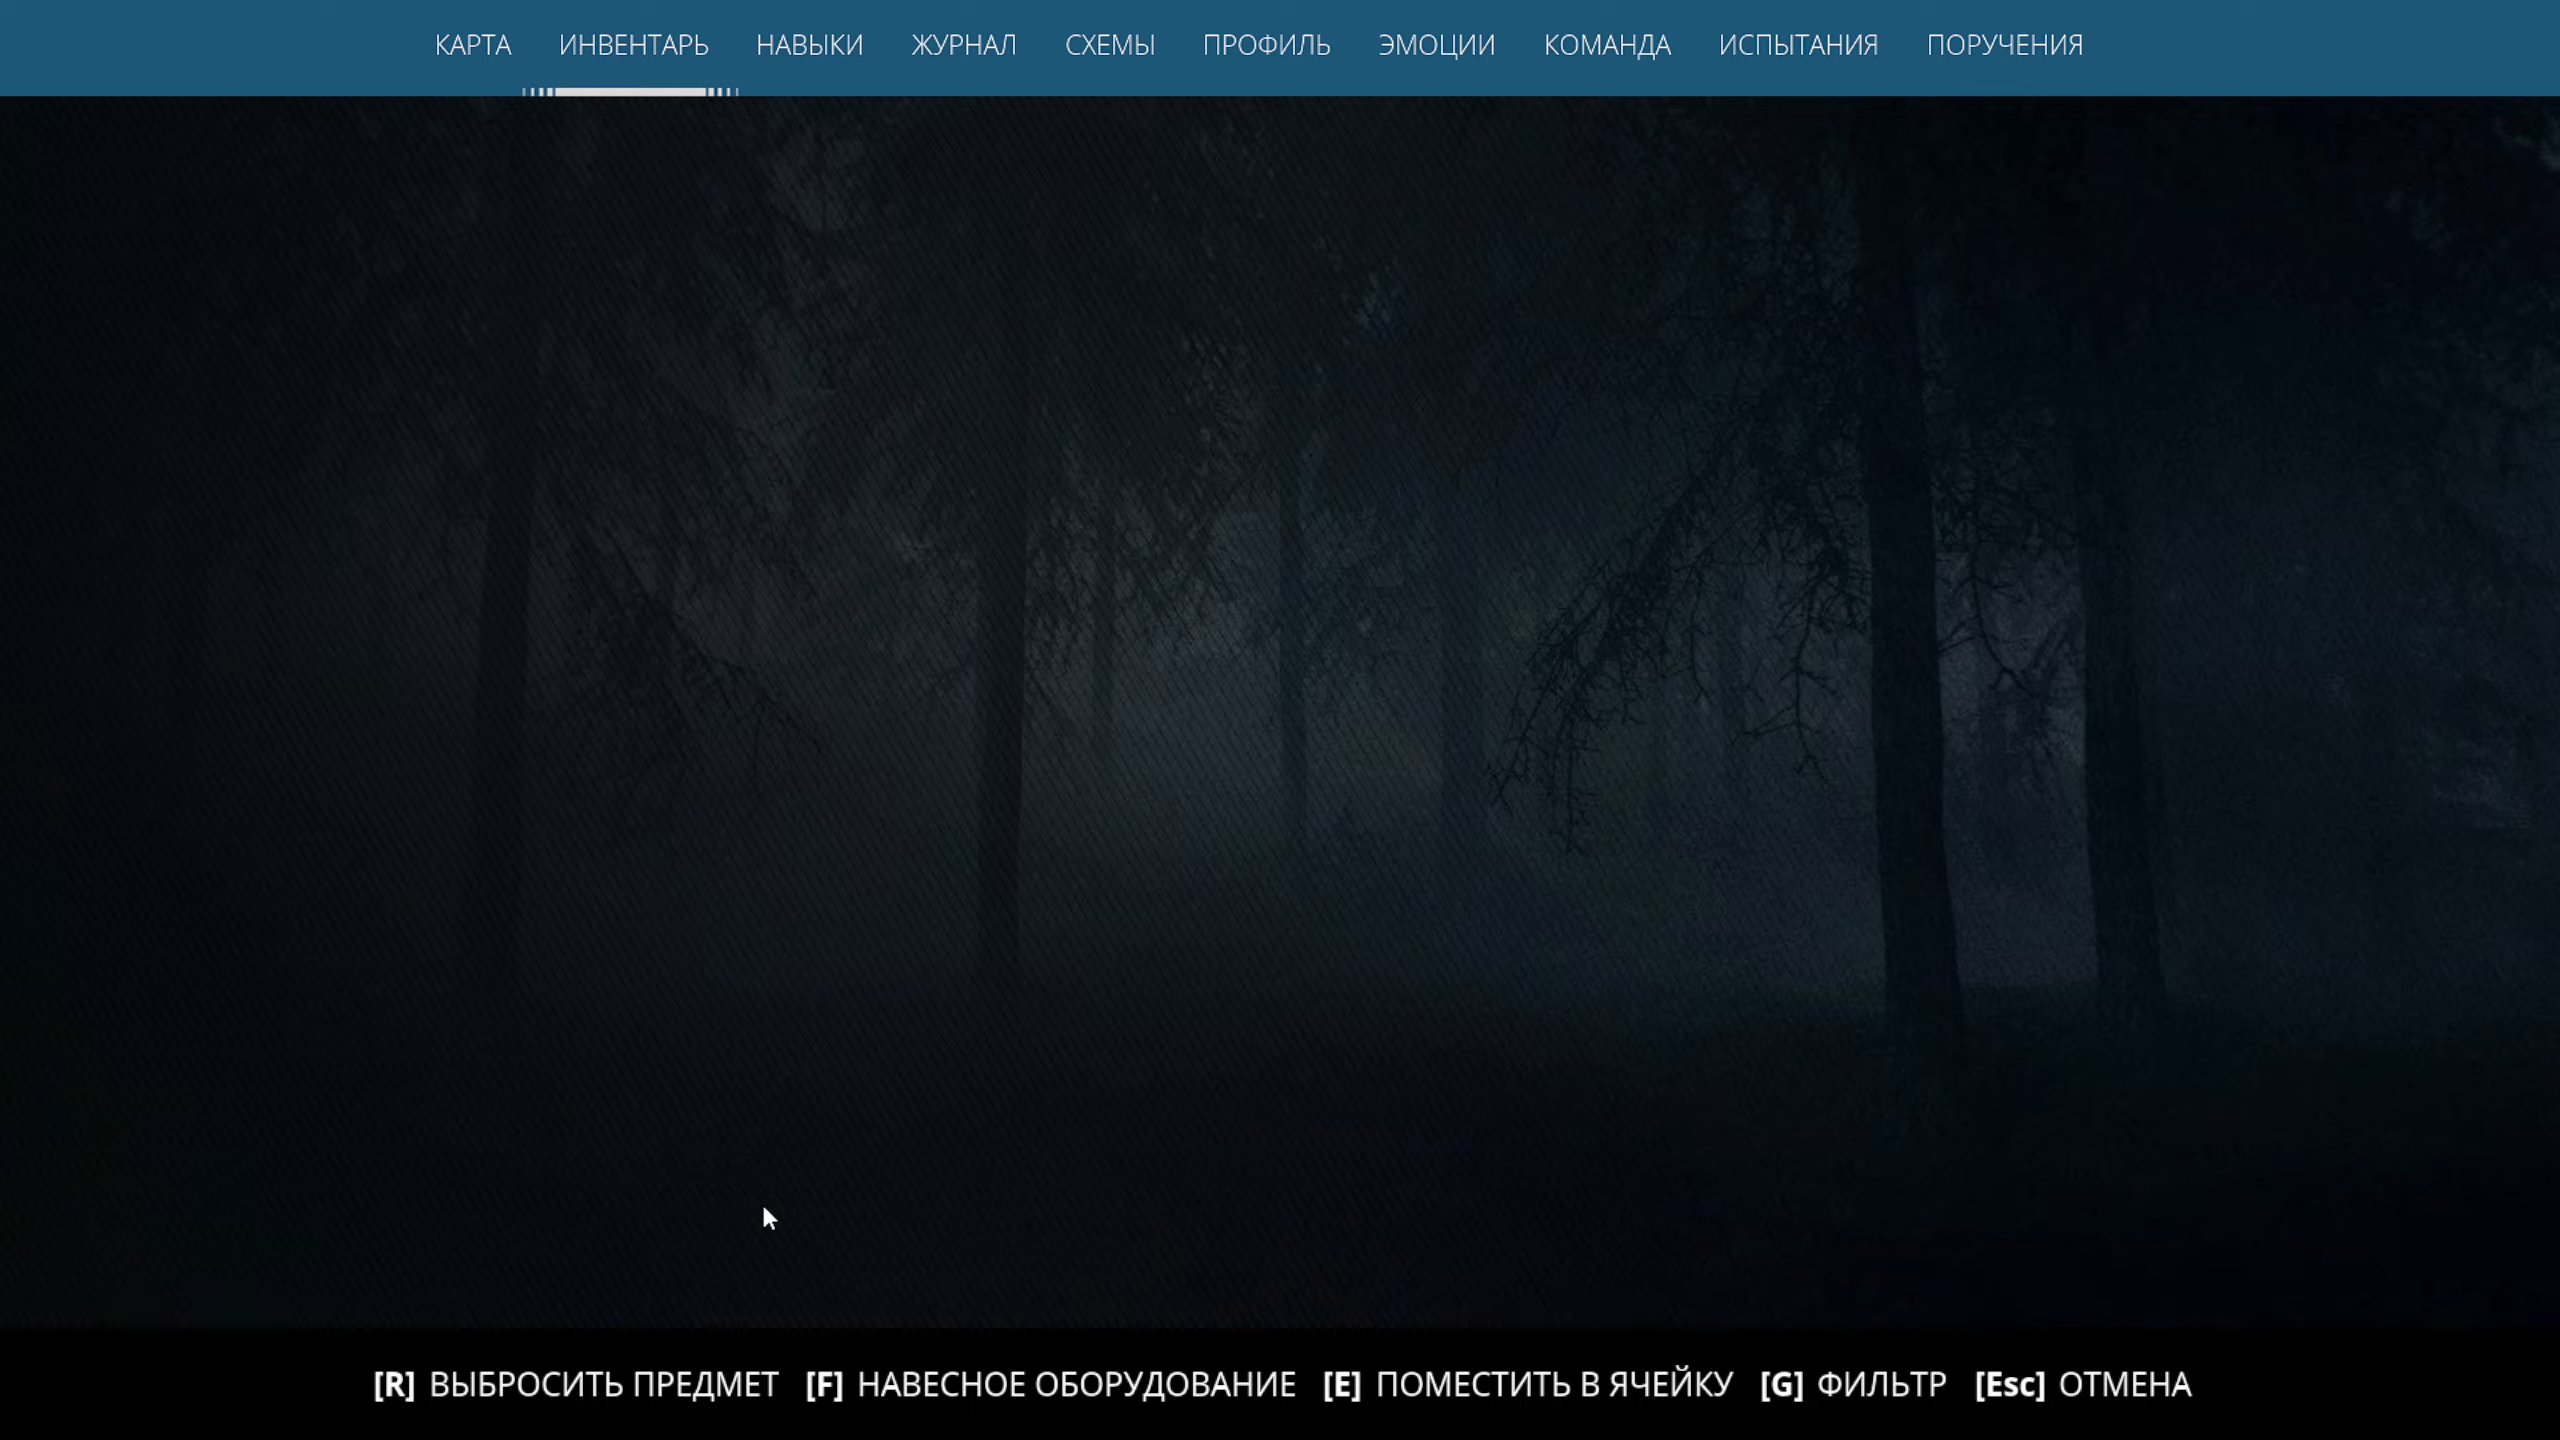 КАРТА ИНВЕНТАРЬ НАВЫКИ ЖУРНАЛ СХЕМЫ ПРОФИЛЬ ЭМОЦИИ КОМАНДА ИСПЫТАНИЯ ПОРУЧЕНИЯ
[R] ВЫБРОСИТЬ ПРЕДМЕТ [F] НАВЕСНОЕ ОБОРУДОВАНИЕ [E] ПОМЕСТИТЬ В ЯЧЕЙКУ [G] ФИЛЬТР [Esc] ОТМЕНА